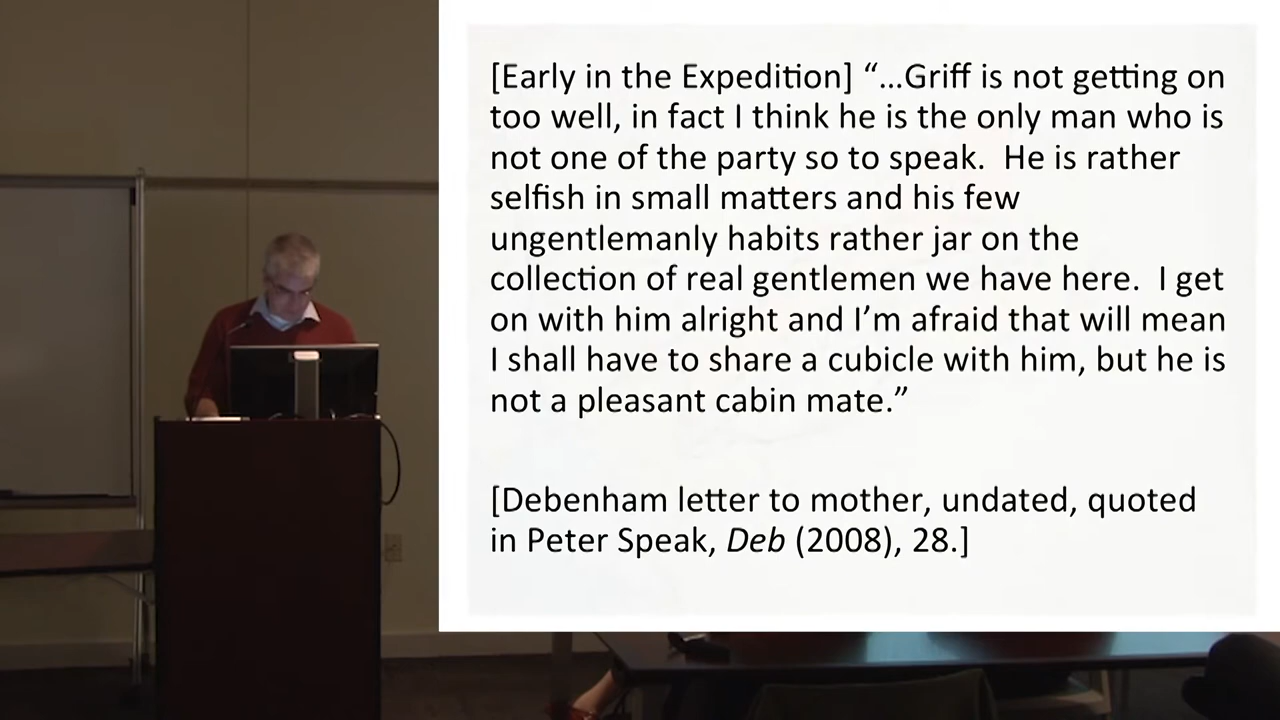 [Early in the Expedition] “…Griff is not getting on
too well, in fact I think he is the only man who is
not one of the party so to speak.  He is rather
selfish in small matters and his few
ungentlemanly habits rather jar on the
collection of real gentlemen we have here.  I get
on with him alright and I’m afraid that will mean
I shall have to share a cubicle with him, but he is
not a pleasant cabin mate.”
[Debenham letter to mother, undated, quoted
in Peter Speak, Deb (2008), 28.]